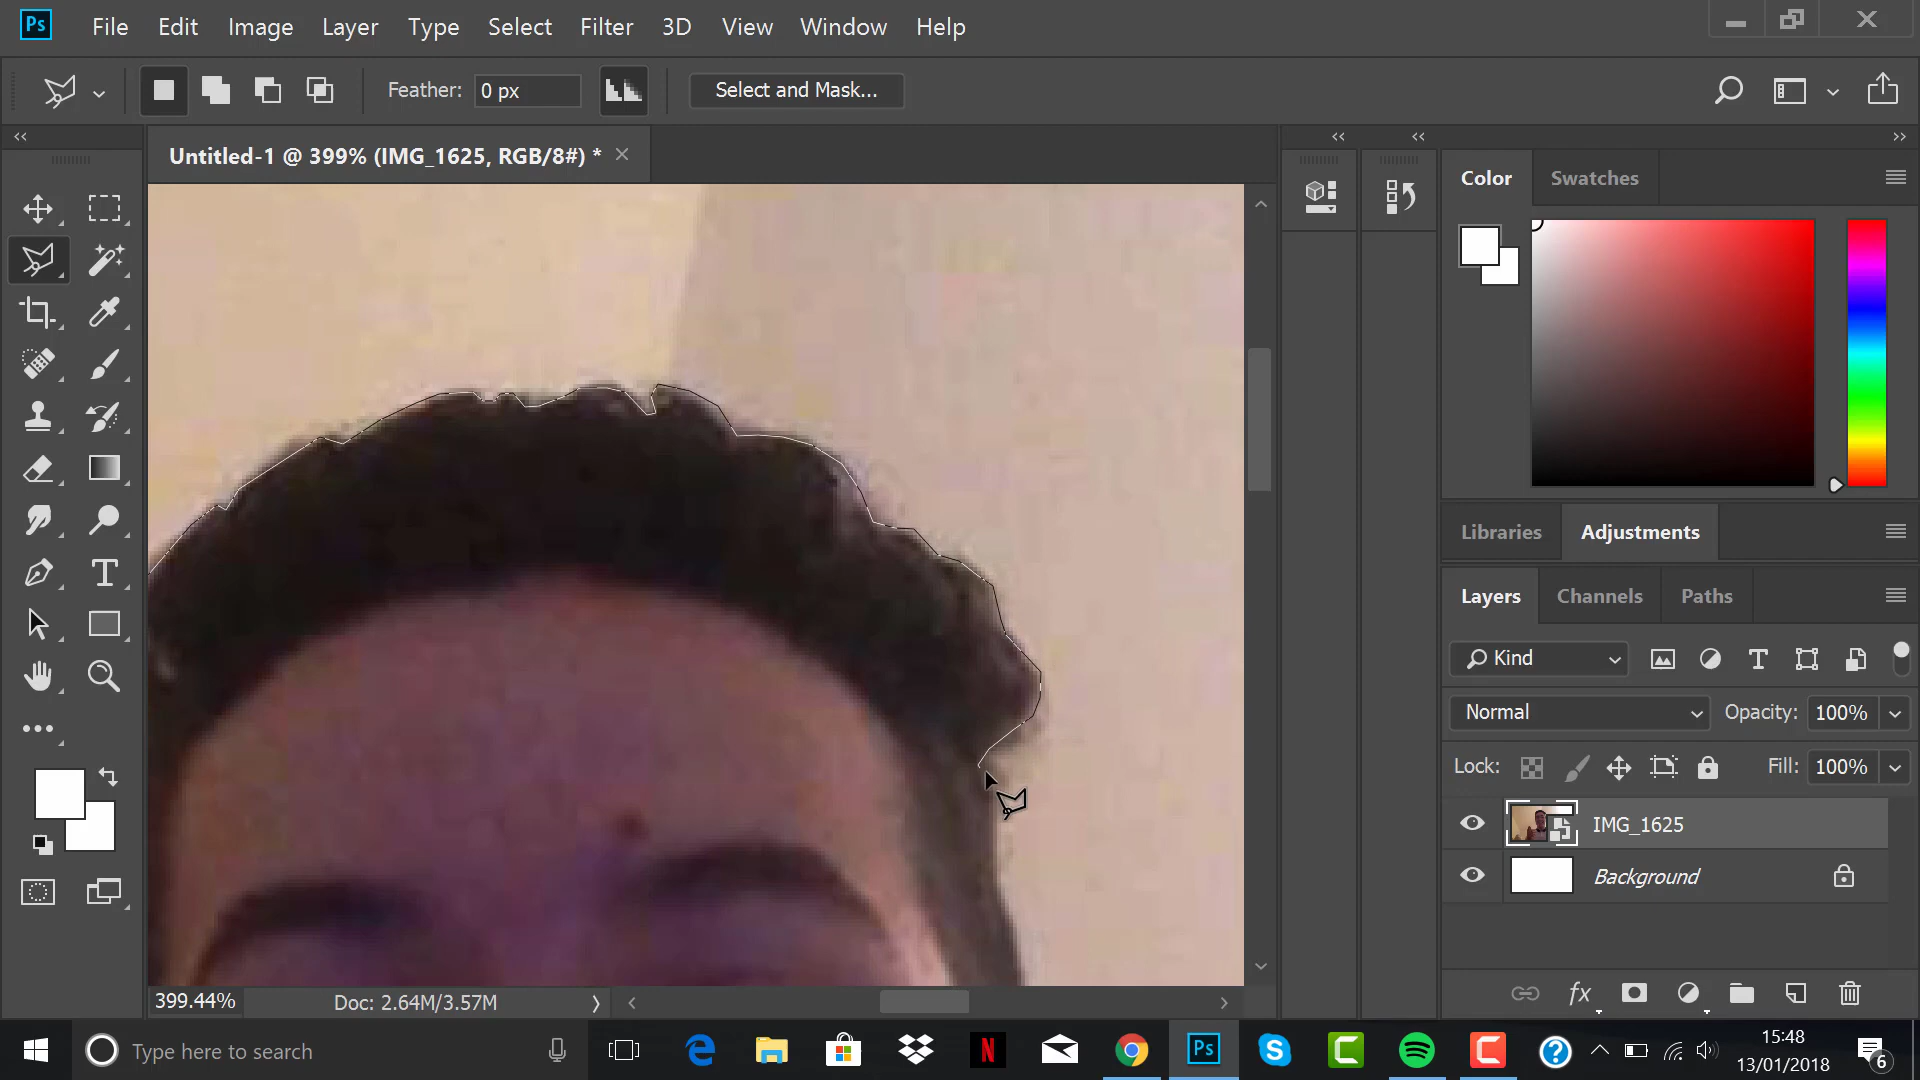 Ps File Edit Image Layer Type Select Filter 3D View Window Help
Feather: 0 px Select and Mask...
Untitled-1 @ 399% (IMG_1625, RGB/8#) *
Color Swatches
Libraries Adjustments
Layers Channels Paths
Kind
Normal Opacity: 100%
Lock: Fill: 100%
IMG_1625
Background
fx
399.44% Doc: 2.64M/3.57M
Type here to search
Ps
15:48
13/01/2018
6